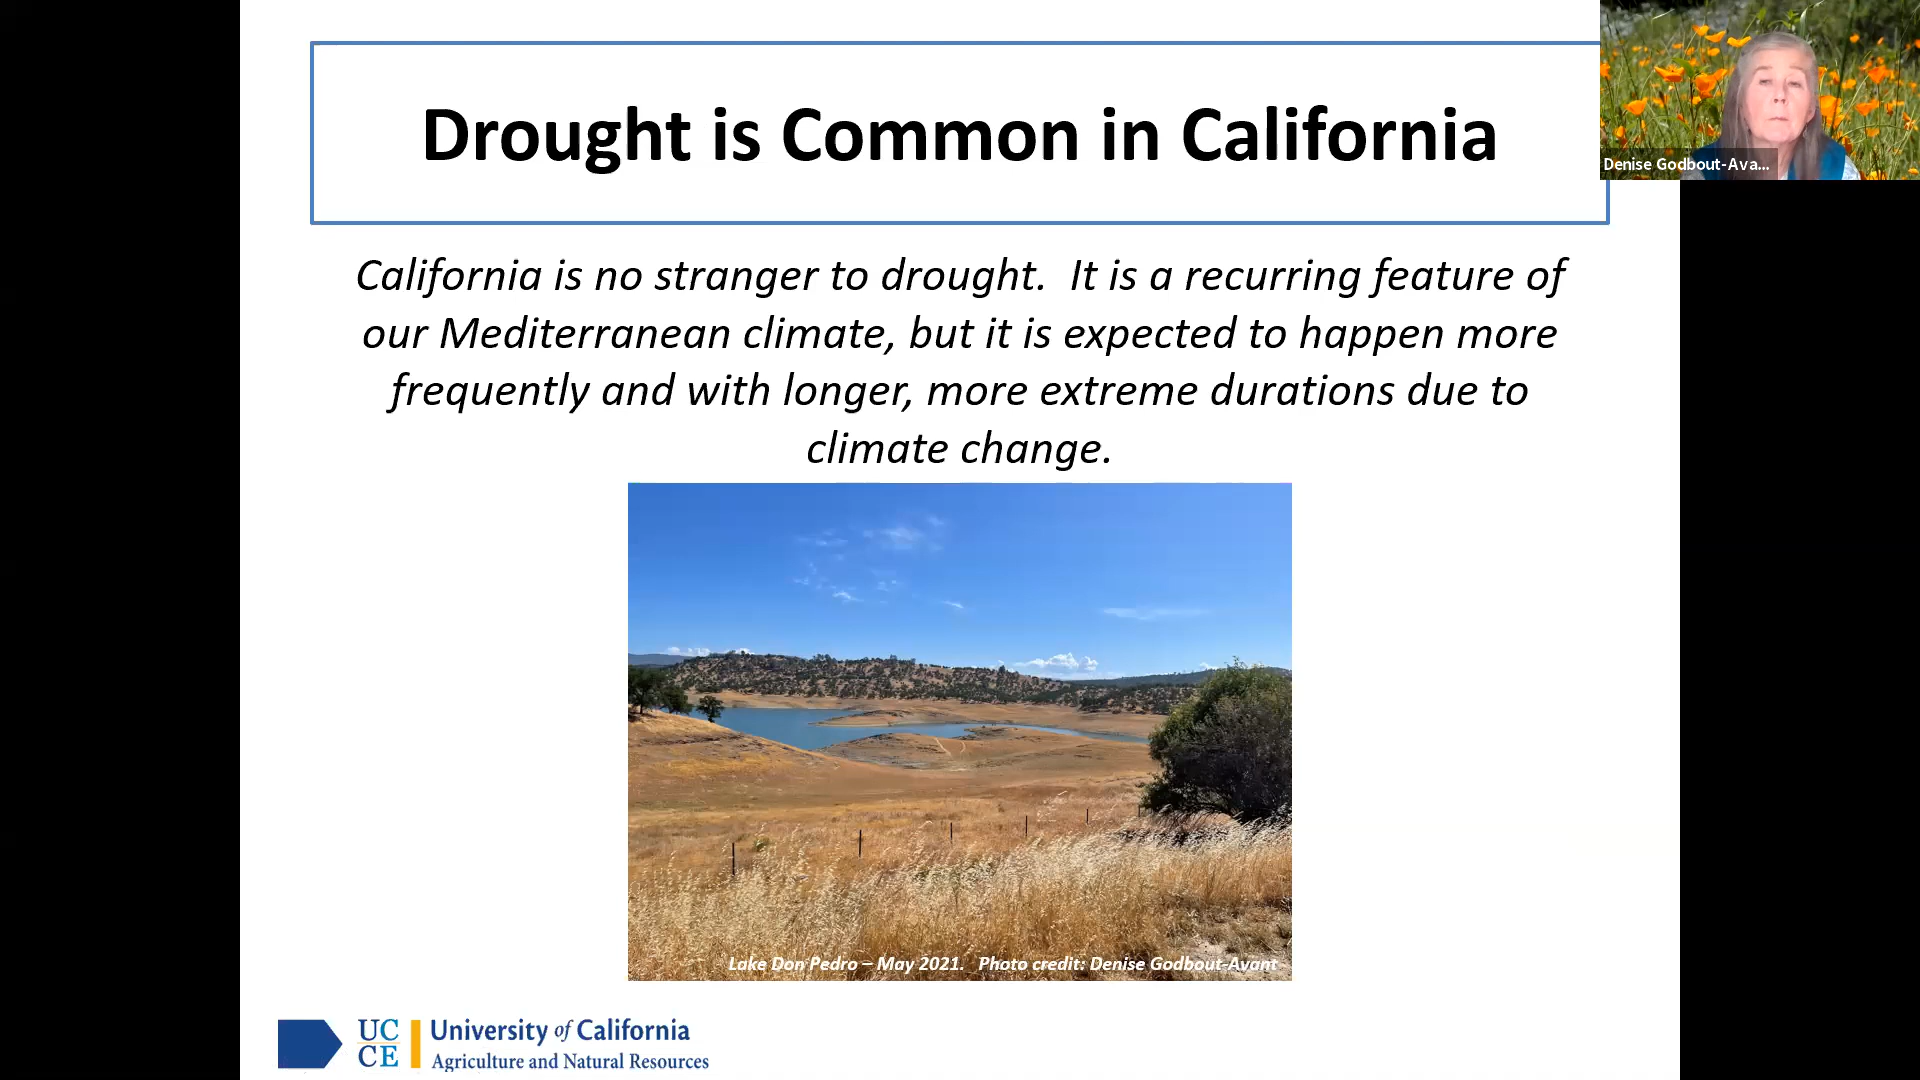 Drought is Common in California
Denise Godbout-Ava...
California is no stranger to drought.  It is a recurring feature of
our Mediterranean climate, but it is expected to happen more
frequently and with longer, more extreme durations due to
climate change.
Lake Don Pedro – May 2021.   Photo credit: Denise Godbout-Avant
UC
CE
University of California
Agriculture and Natural Resources